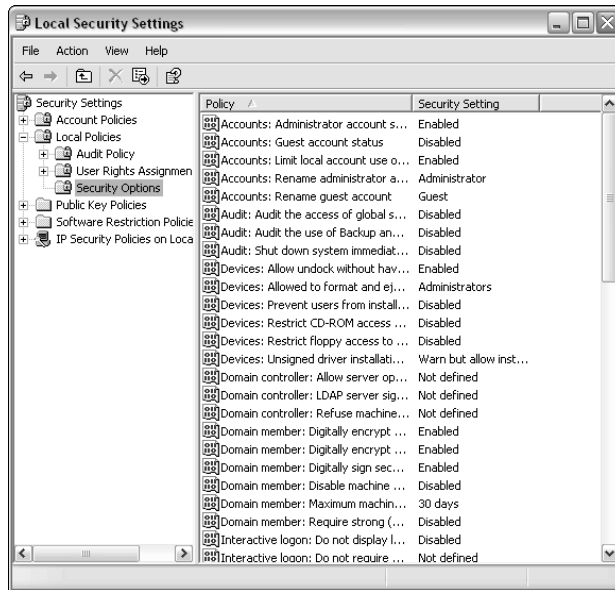 Local Security Settings
File Action View Help
Security Settings
Account Policies
Local Policies
Audit Policy
User Rights Assignmen
Security Options
Public Key Policies
Software Restriction Policie
IP Security Policies on Loca
Policy Security Setting
Accounts: Administrator account s... Enabled
Accounts: Guest account status Disabled
Accounts: Limit local account use o... Enabled
Accounts: Rename administrator a... Administrator
Accounts: Rename guest account Guest
Audit: Audit the access of global s... Disabled
Audit: Audit the use of Backup an... Disabled
Audit: Shut down system immediat... Disabled
Devices: Allow undock without hav... Enabled
Devices: Allowed to format and ej... Administrators
Devices: Prevent users from install... Disabled
Devices: Restrict CD-ROM access ... Disabled
Devices: Restrict floppy access to ... Disabled
Devices: Unsigned driver installati... Warn but allow inst...
Domain controller: Allow server op... Not defined
Domain controller: LDAP server sig... Not defined
Domain controller: Refuse machine... Not defined
Domain member: Digitally encrypt ... Enabled
Domain member: Digitally encrypt ... Enabled
Domain member: Digitally sign sec... Enabled
Domain member: Disable machine ... Disabled
Domain member: Maximum machin... 30 days
Domain member: Require strong (... Disabled
Interactive logon: Do not display l... Disabled
Interactive logon: Do not require ... Not defined